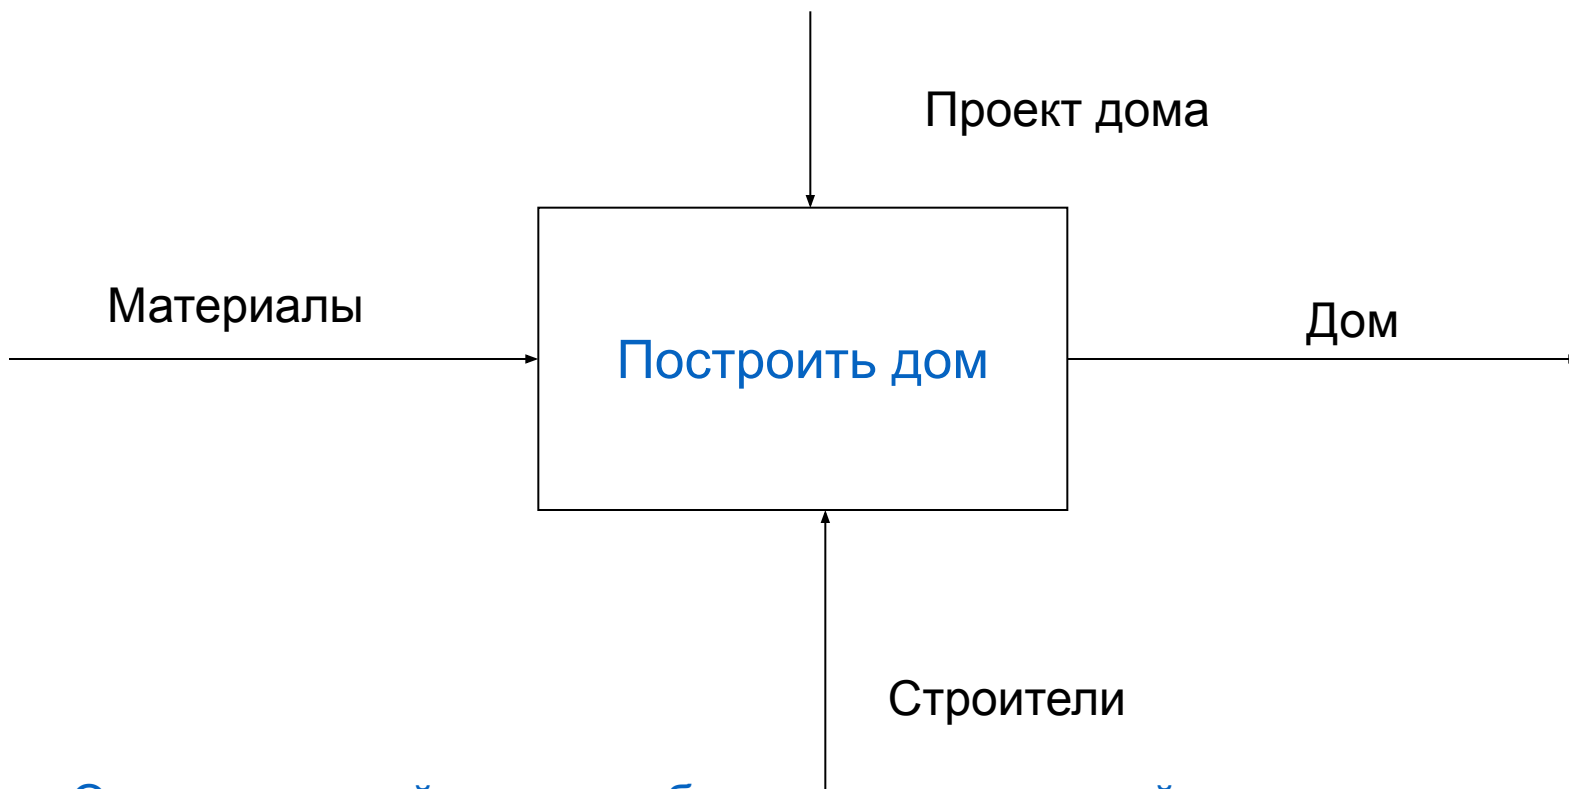 Проект дома
Материалы
Дом
Построить дом
Строители